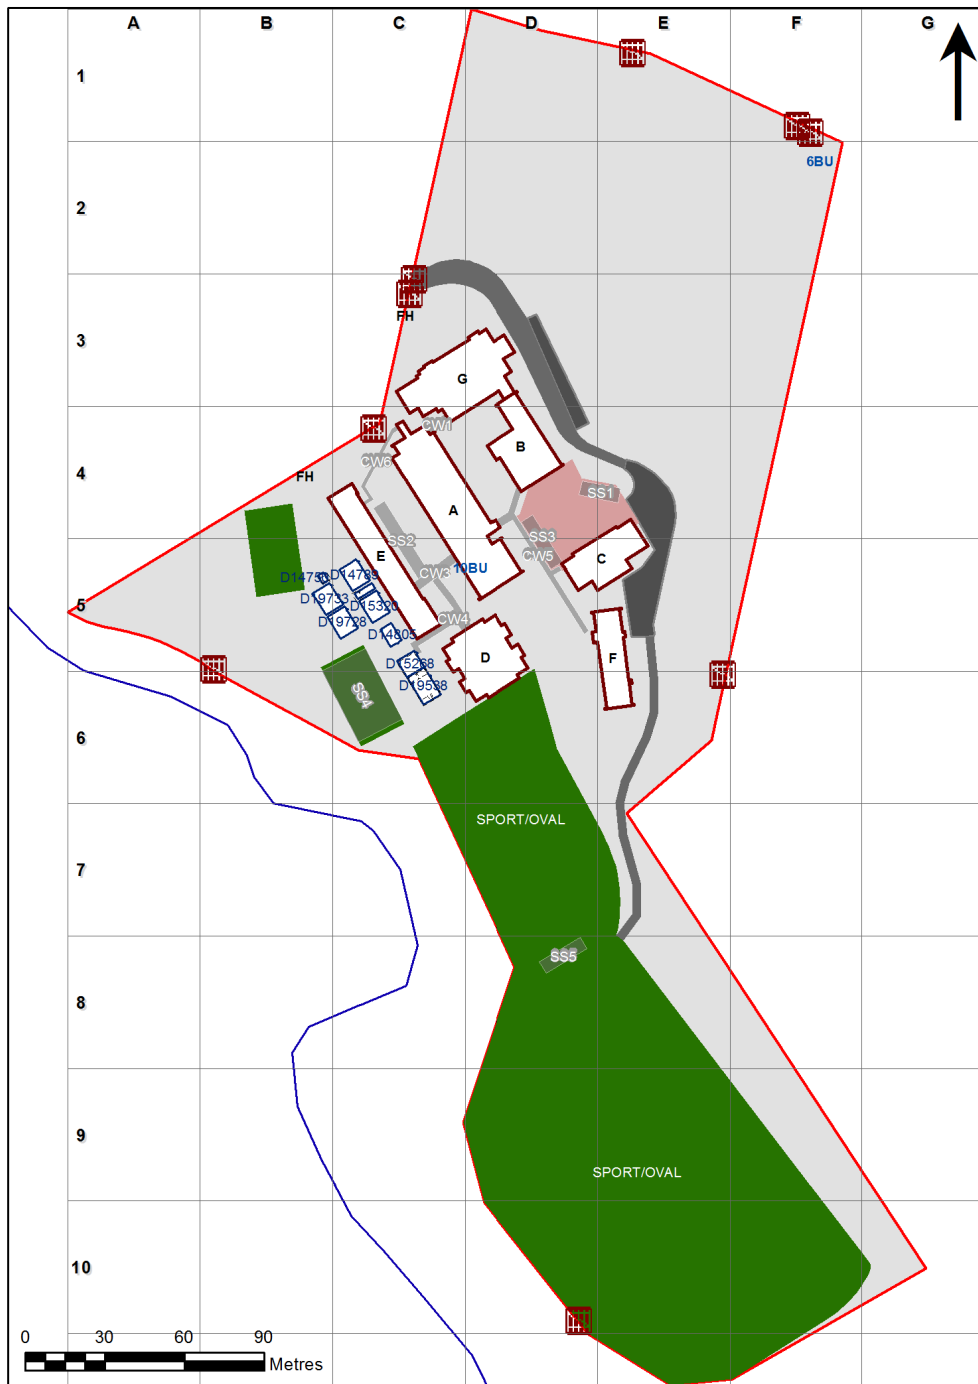 A B C D E F G
1
6BU
2
3
FH
G
CW1
B
CW6
4
FH
SS1
A
SS3
SS2
E
CW5
C
CW3
10BU
D14789
D19733
D15320
5
D19728
D14805
CW4
D
F
D15268
D19538
SS4
6
SPORT/OVAL
7
SS5
8
9
SPORT/OVAL
10
0 30 60 90
Metres